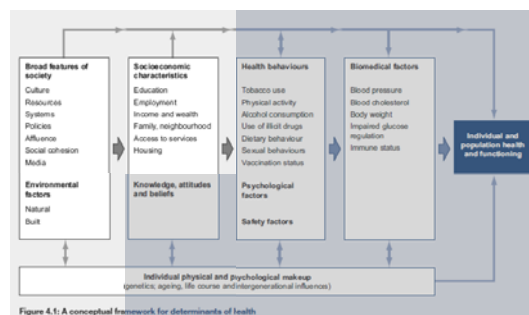 Broad features of
society
Culture
Resources
Systems
Policies
Affluence
Social cohesion
Media
Environmental
factors
Natural
Built
Socioeconomic
characteristics
Education
Employment
Income and wealth
Family, neighbourhood
Access to services
Housing
Knowledge, attitudes
and beliefs
Health behaviours
Tobacco use
Physical activity
Alcohol consumption
Use of illicit drugs
Dietary behaviour
Sexual behaviours
Vaccination status
Psychological
factors
Safety factors
Biomedical factors
Blood pressure
Blood cholesterol
Body weight
Impaired glucose
regulation
Immune status
Individual and
population health
and functioning
Individual physical and psychological makeup
(genetics; ageing, life course and intergenerational influences)
Figure 4.1: A conceptual framework for determinants of health